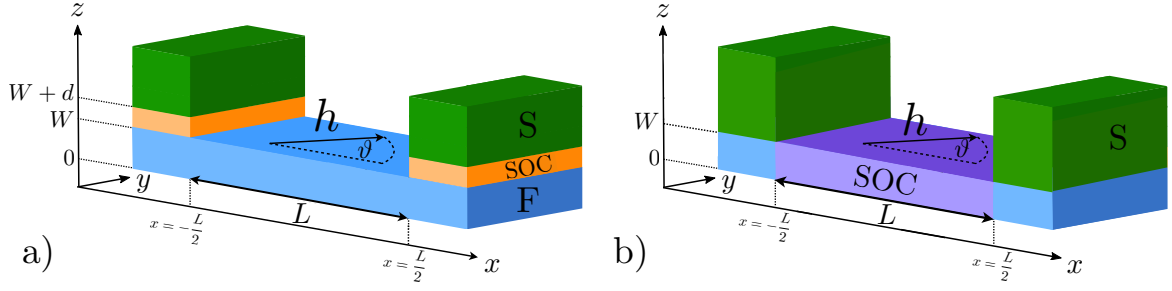 z
W + d
W
0
y
x = -L/2
L
x = L/2
x
h
ϑ
S
SOC
F
a)
z
W
0
y
x = -L/2
SOC
L
x = L/2
x
h
ϑ
S
b)